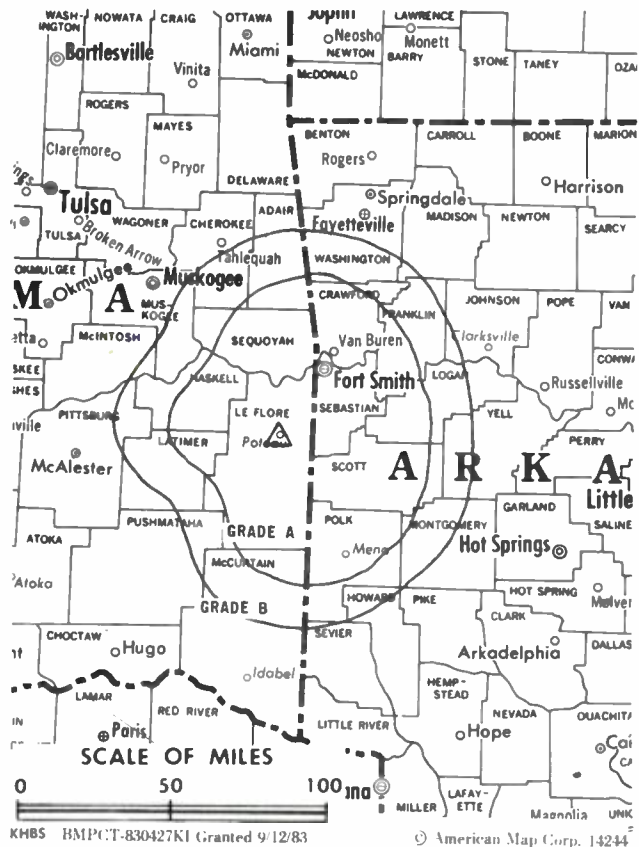 WASH-
INGTON
NOWATA
CRAIG
OTTAWA
Joplin
LAWRENCE
Bartlesville
Miami
Neosho
NEWTON
Monett
BARRY
STONE
TANEY
Vinita
McDONALD
ROGERS
MAYES
BENTON
CARROLL
BOONE
MARION
Claremore
Pryor
Rogers
DELAWARE
Harrison
Tulsa
ADAIR
Springdale
WAGONER
CHEROKEE
Fayetteville
MADISON
NEWTON
SEARCY
TULSA
Broken Arrow
Tahlequah
WASHINGTON
OKMULGEE
Okmulgee
Muskogee
M A
MUS-
KOGEE
CRAWFORD
FRANKLIN
JOHNSON
POPE
VAN
McINTOSH
SEQUOYAH
Van Buren
Clarksville
HASKELL
Fort Smith
LOGAN
Russellville
LE FLORE
SEBASTIAN
YELL
PITTSBURG
Poteau
LATIMER
PERRY
McAlester
SCOTT
A R K A
Little
GARLAND
PUSHMATAHA
POLK
MONTGOMERY
SALINE
GRADE A
ATOKA
Mena
Hot Springs
McCURTAIN
Atoka
HOWARD
PIKE
HOT SPRING
GRADE B
CLARK
CHOCTAW
SEVIER
DALLAS
Hugo
Arkadelphia
Idabel
HEMP-
STEAD
LAMAR
RED RIVER
LITTLE RIVER
NEVADA
OUACHITA
Paris
Hope
SCALE OF MILES
0 50 100
MILLER
LAFAY-
ETTE
Magnolia
KHBS BMPCT-830427KI Granted 9/12/83
© American Map Corp. 14244